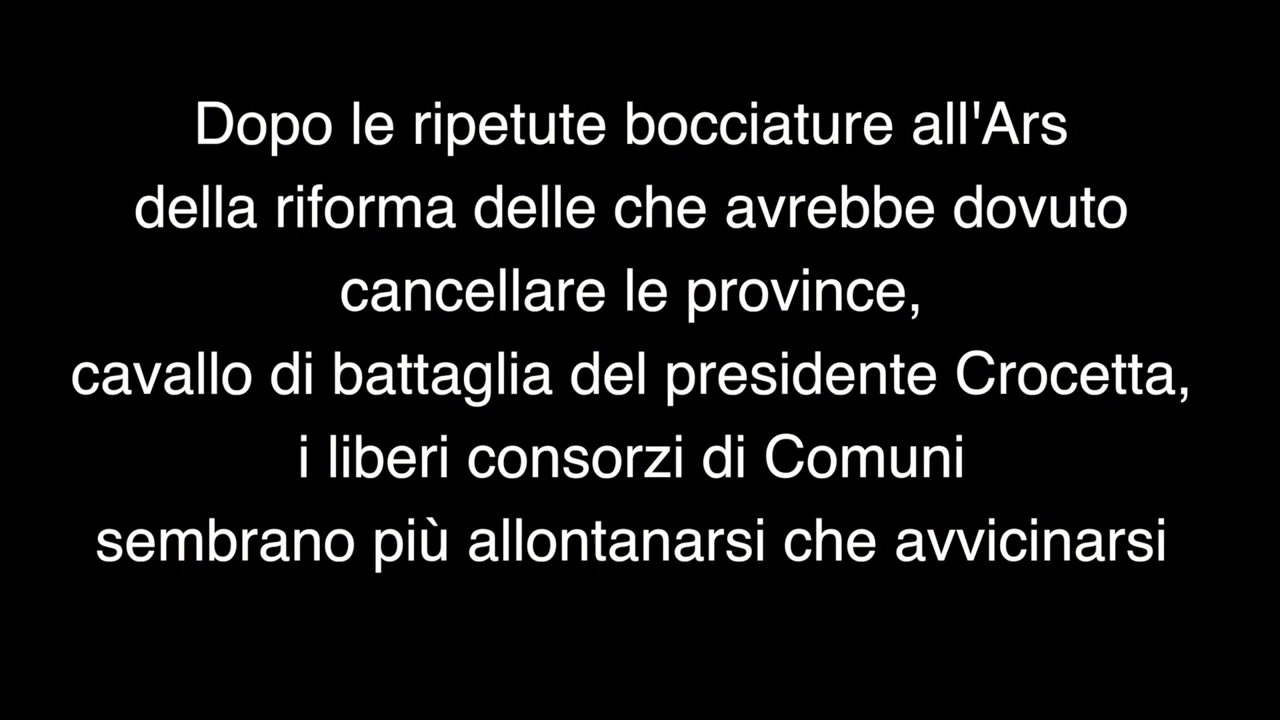 Dopo le ripetute bocciature all'Ars
della riforma delle che avrebbe dovuto
cancellare le province,
cavallo di battaglia del presidente Crocetta,
i liberi consorzi di Comuni
sembrano più allontanarsi che avvicinarsi